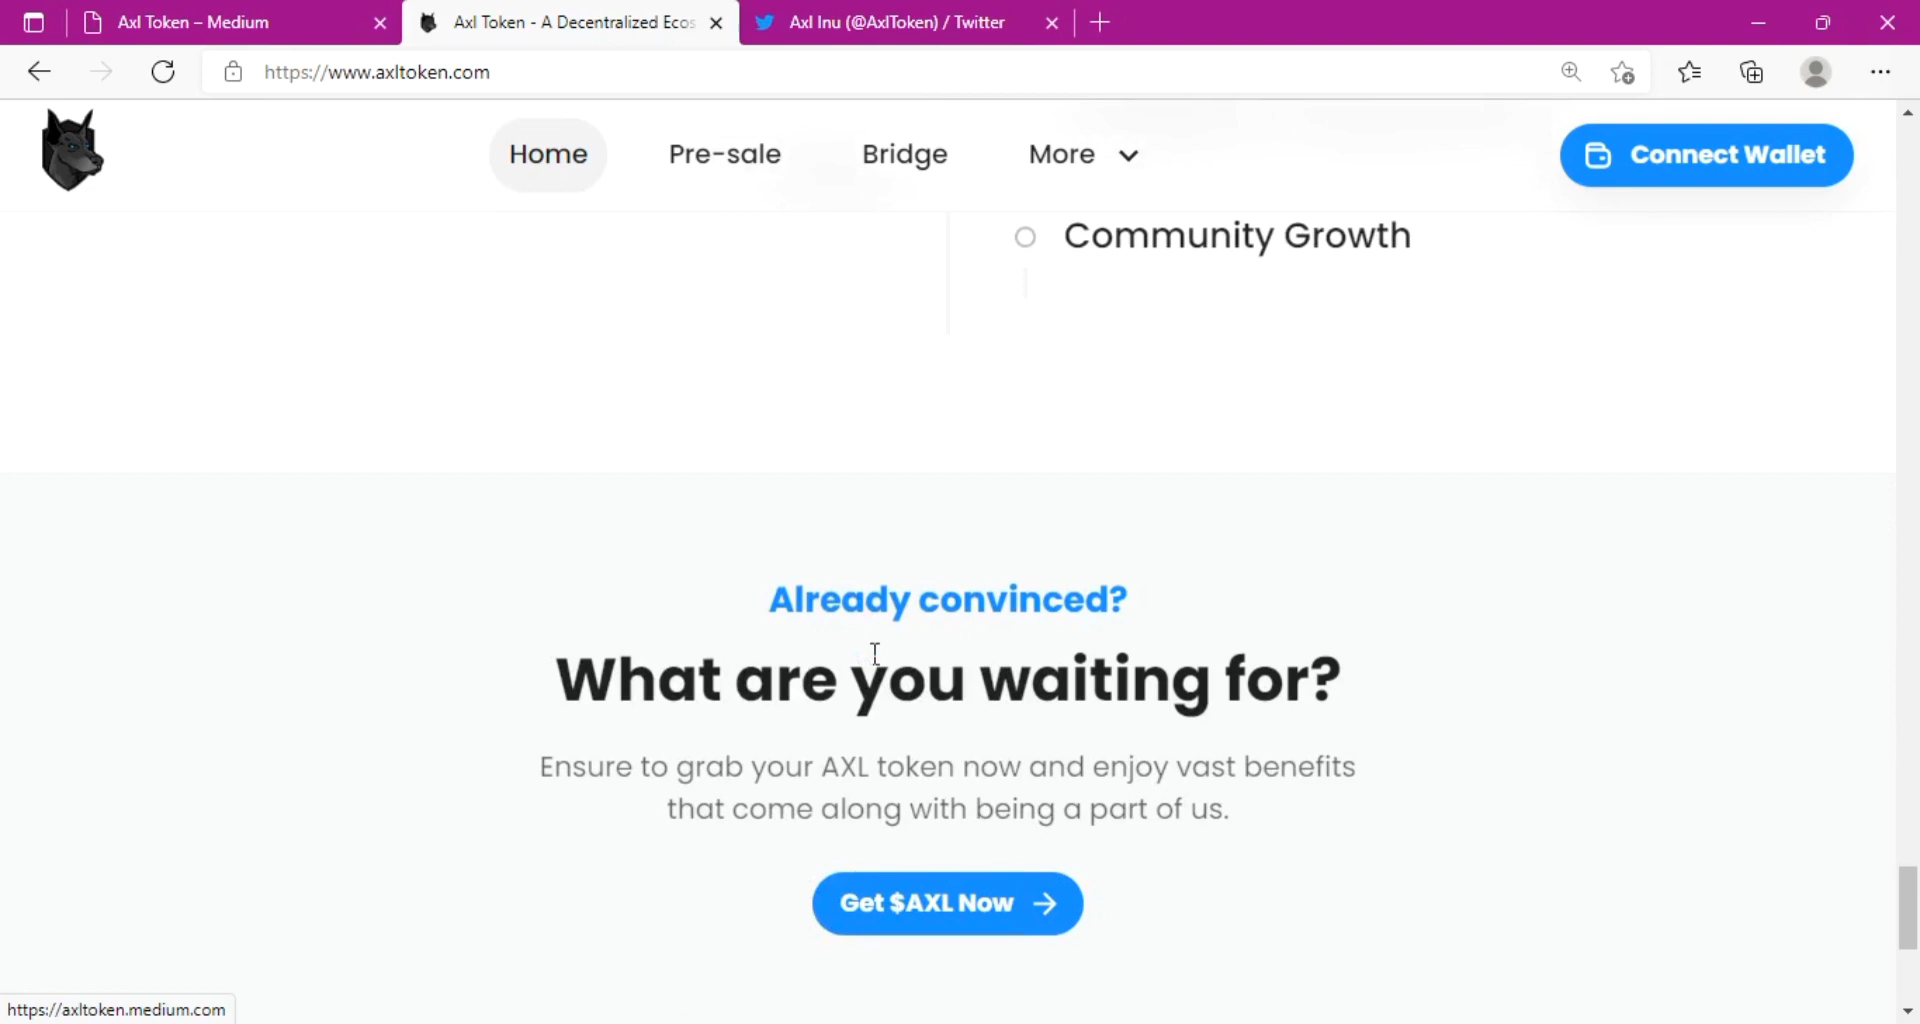 Axl Token – Medium
Axl Token - A Decentralized Ecos
Axl Inu (@AxlToken) / Twitter
https://www.axltoken.com
Home
Pre-sale
Bridge
More
Connect Wallet
Community Growth
Already convinced?
What are you waiting for?
Ensure to grab your AXL token now and enjoy vast benefits
that come along with being a part of us.
Get $AXL Now
https://axltoken.medium.com